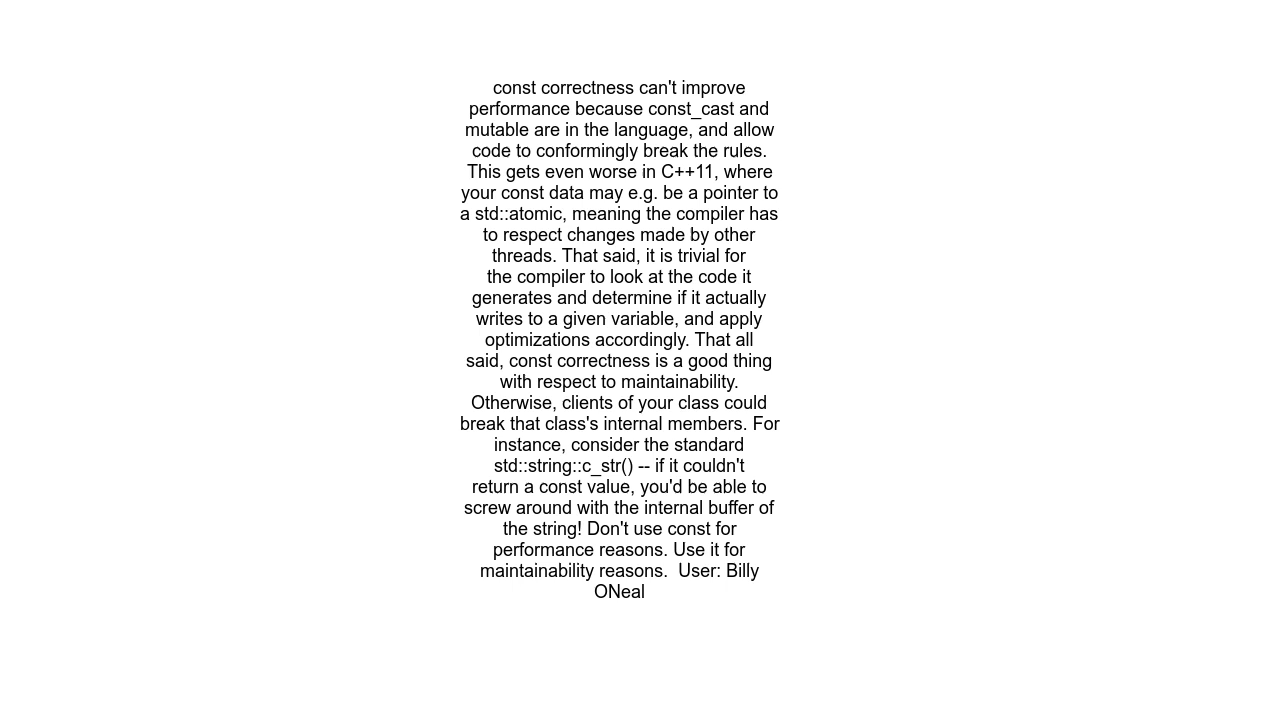 const correctness can't improve
performance because const_cast and
mutable are in the language, and allow
code to conformingly break the rules.
This gets even worse in C++11, where
your const data may e.g. be a pointer to
a std::atomic, meaning the compiler has
to respect changes made by other
threads. That said, it is trivial for
the compiler to look at the code it
generates and determine if it actually
writes to a given variable, and apply
optimizations accordingly. That all
said, const correctness is a good thing
with respect to maintainability.
Otherwise, clients of your class could
break that class's internal members. For
instance, consider the standard
std::string::c_str() -- if it couldn't
return a const value, you'd be able to
screw around with the internal buffer of
the string! Don't use const for
performance reasons. Use it for
maintainability reasons.  User: Billy
ONeal